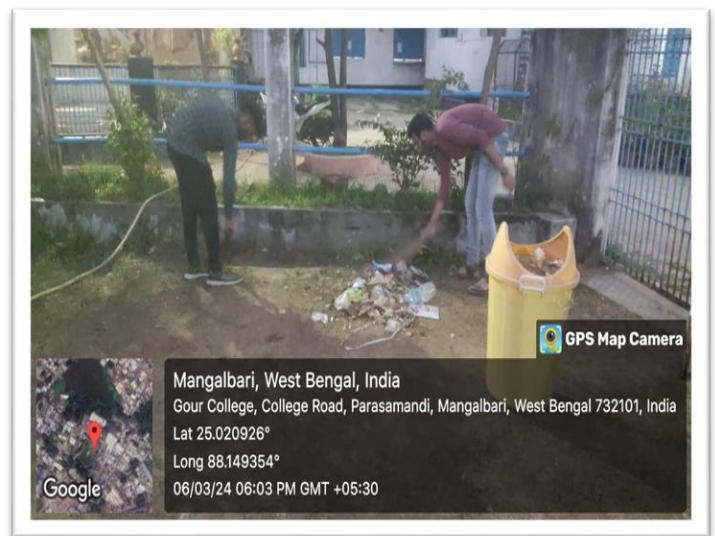 GPS Map Camera
Mangalbari, West Bengal, India
Gour College, College Road, Parasamandi, Mangalbari, West Bengal 732101, India
Lat 25.020926°
Long 88.149354°
06/03/24 06:03 PM GMT +05:30
Google